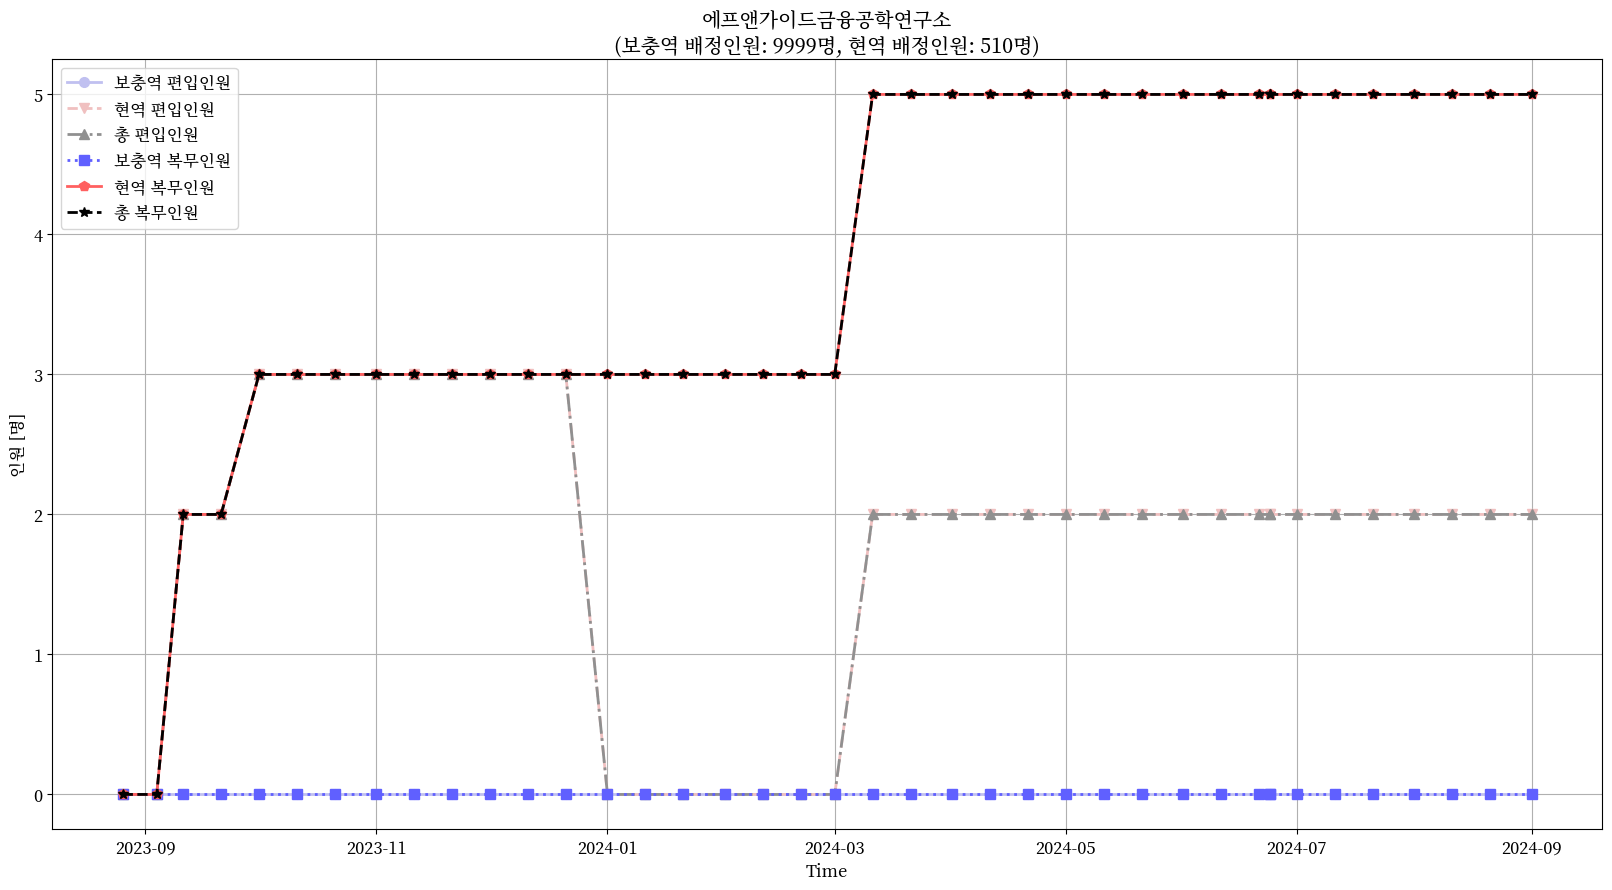 에프앤가이드금융공학연구소
(보충역 배정인원: 9999명, 현역 배정인원: 510명)
보충역 편입인원
현역 편입인원
총 편입인원
보충역 복무인원
현역 복무인원
총 복무인원
5
4
3
2
1
0
인원 [명]
2023-09
2023-11
2024-01
2024-03
2024-05
2024-07
2024-09
Time